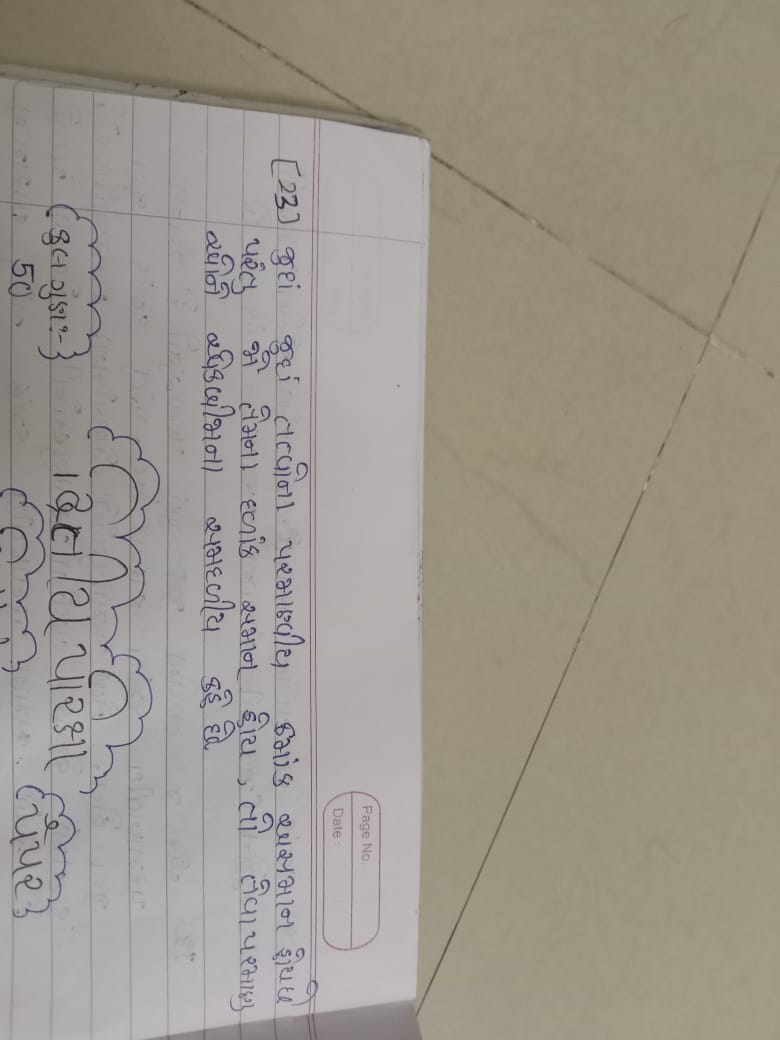 Page No.
Date :
[23] જુદાં જુદાં તત્વોના પરમાણ્વીય ક્રમાંક અસમાન હોયછે
પરંતુ જો તેમના દળાંક સમાન હોય , તો તેવા પરમાણુ
ઓને એકબીજાના સમદળીય કહે છે
દ્વિતીય પરિક્ષા
કુલ ગુણ:-
50
પેપર